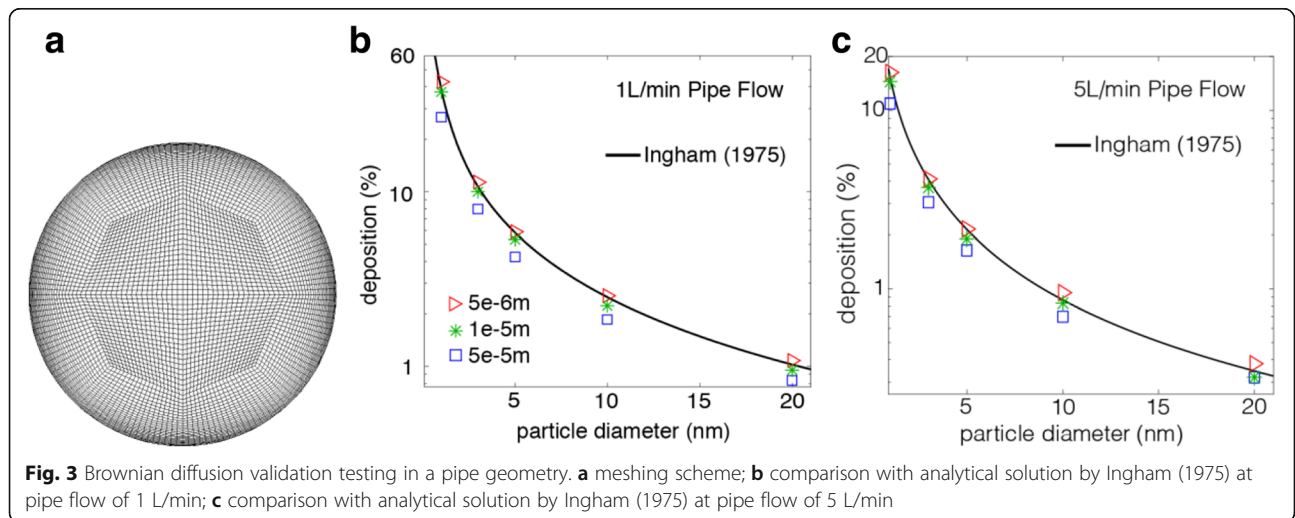 a
b
60
10
1
deposition (%)
1L/min Pipe Flow
Ingham (1975)
5e-6m
1e-5m
5e-5m
5
10
15
20
particle diameter (nm)
c
20
10
1
deposition (%)
5L/min Pipe Flow
Ingham (1975)
5
10
15
20
particle diameter (nm)
Fig. 3 Brownian diffusion validation testing in a pipe geometry. a meshing scheme; b comparison with analytical solution by Ingham (1975) at
pipe flow of 1 L/min; c comparison with analytical solution by Ingham (1975) at pipe flow of 5 L/min